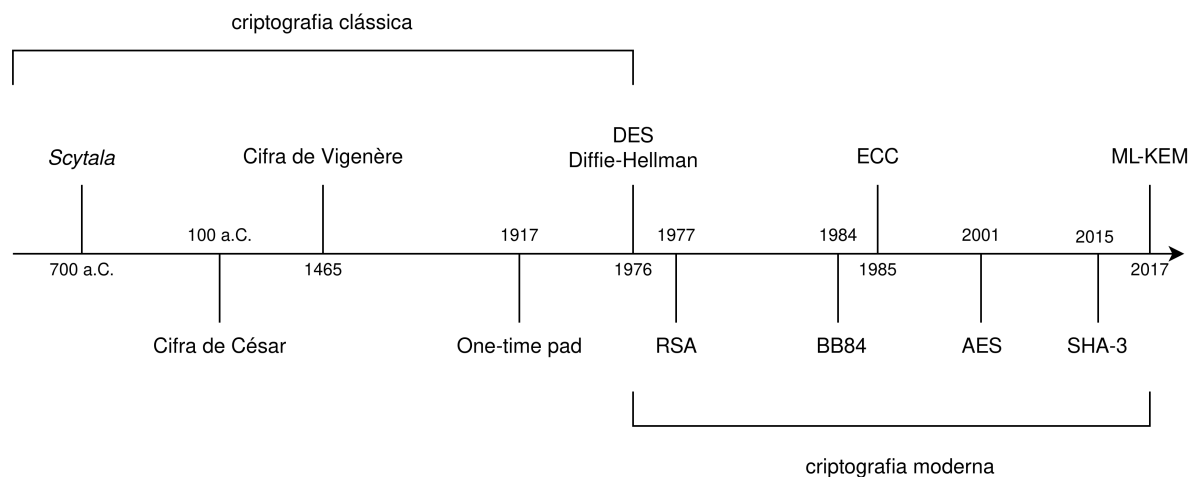 criptografia clássica
DES
Scytala
Cifra de Vigenère
Diffie-Hellman
ECC
ML-KEM
100 a.C.
1917
1977
1984
2001
2015
700 a.C.
1465
1976
1985
2017
Cifra de César
One-time pad
RSA
BB84
AES
SHA-3
criptografia moderna